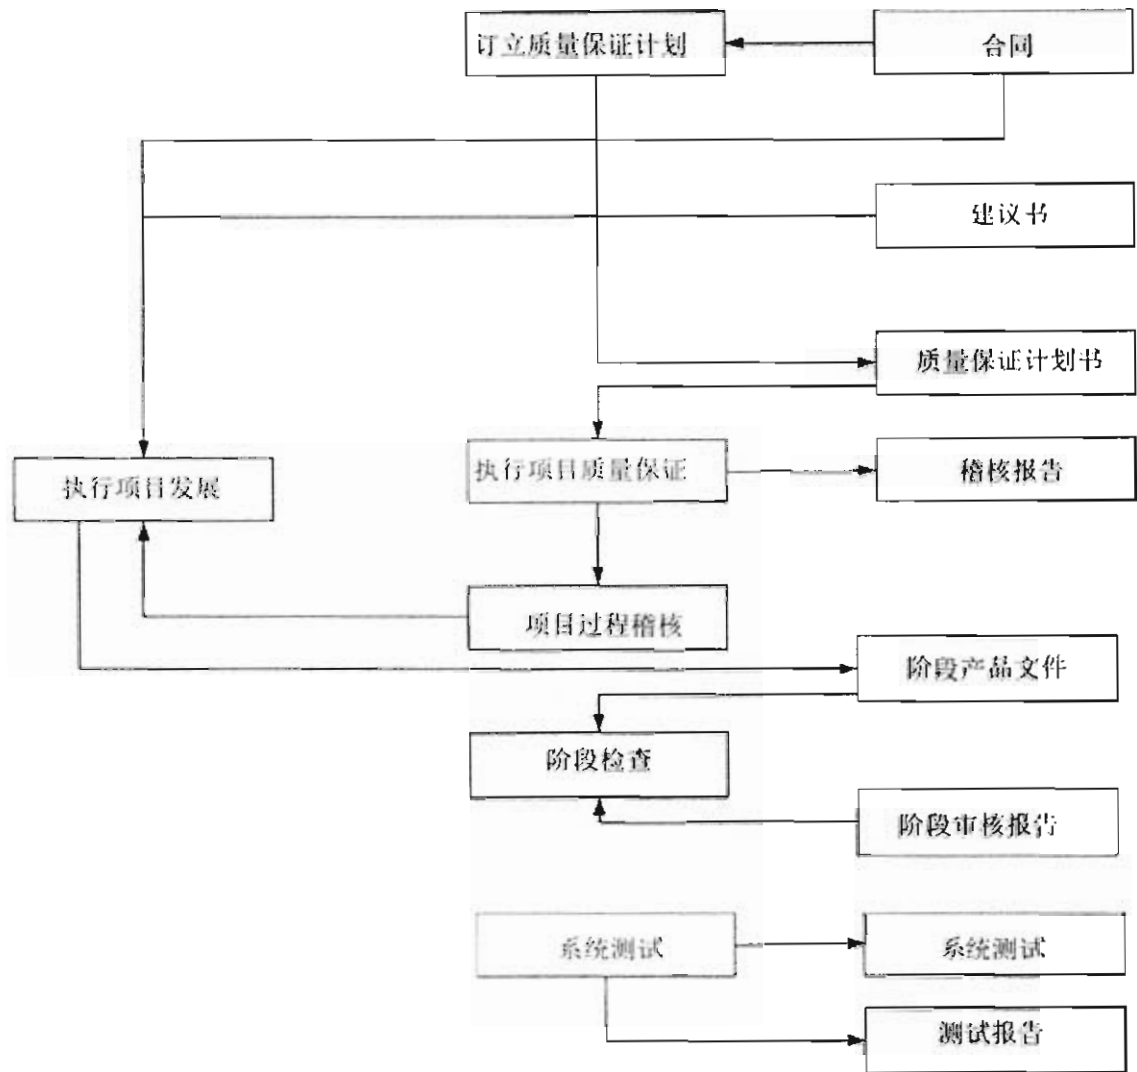 订立质量保证计划
合同
建议书
质量保证计划书
执行项目发展
执行项目质量保证
稽核报告
项目过程稽核
阶段产品文件
阶段检查
阶段审核报告
系统测试
系统测试
测试报告